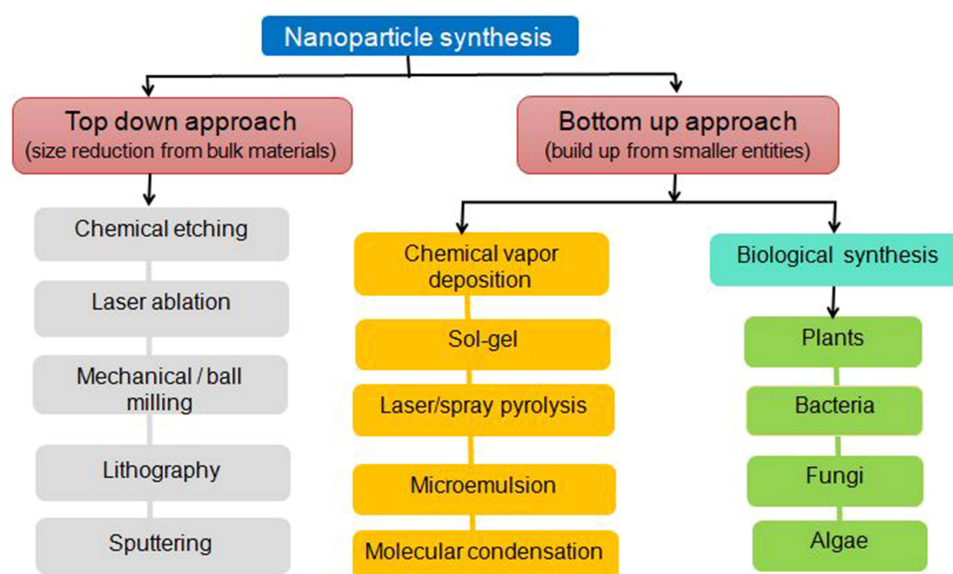 Nanoparticle synthesis
Top down approach
(size reduction from bulk materials)
Bottom up approach
(build up from smaller entities)
Chemical etching
Laser ablation
Mechanical / ball
milling
Lithography
Sputtering
Chemical vapor
deposition
Sol-gel
Laser/spray pyrolysis
Microemulsion
Molecular condensation
Biological synthesis
Plants
Bacteria
Fungi
Algae